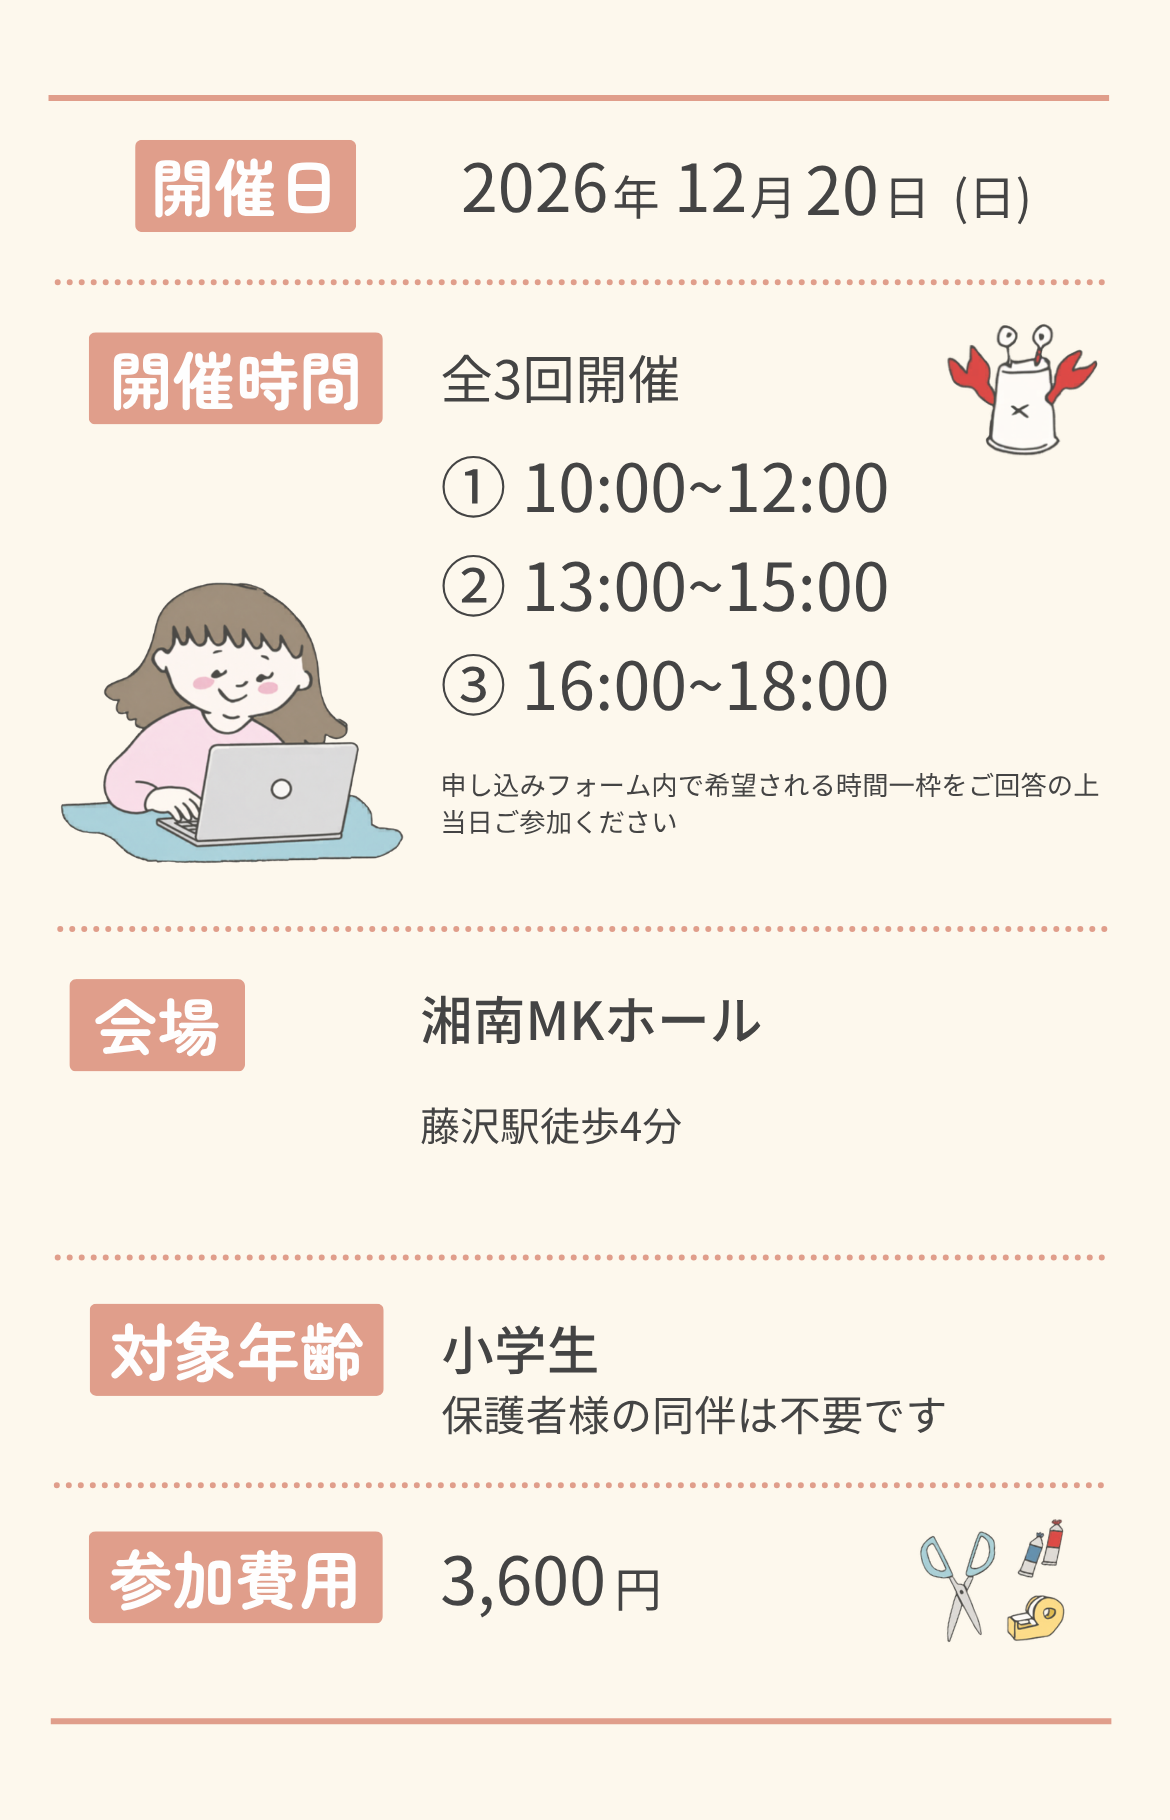 開催日
2026年 12月20日 (日)
開催時間
全3回開催
① 10:00~12:00
② 13:00~15:00
③ 16:00~18:00
申し込みフォーム内で希望される時間一枠をご回答の上
当日ご参加ください
会場
湘南MKホール
藤沢駅徒歩4分
対象年齢
小学生
保護者様の同伴は不要です
参加費用
3,600円